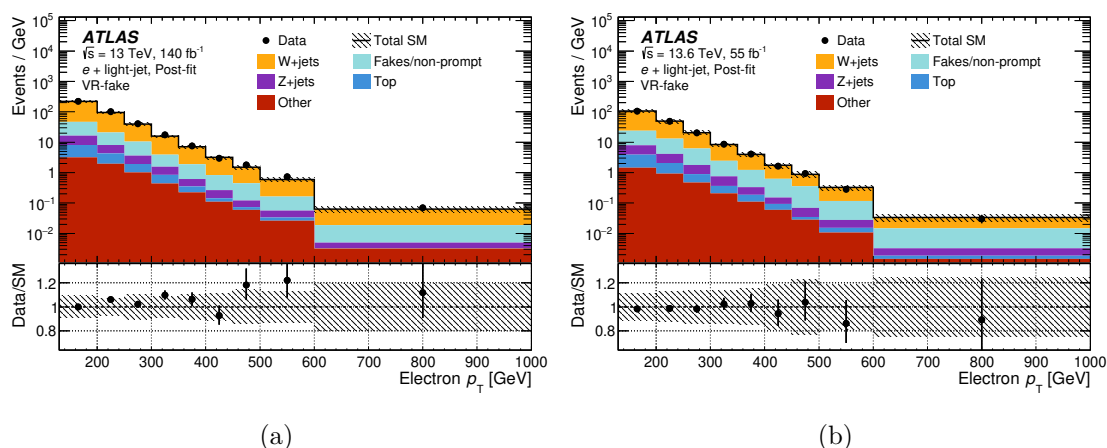 Events / GeV
10⁵
10⁴
10³
10²
10
1
10⁻¹
10⁻²
ATLAS
√s = 13 TeV, 140 fb⁻¹
e + light-jet, Post-fit
VR-fake
Data
Total SM
W+jets
Fakes/non-prompt
Z+jets
Top
Other
Data/SM
1.2
1
0.8
200 300 400 500 600 700 800 900 1000
Electron p_T [GeV]
(a)
Events / GeV
10⁵
10⁴
10³
10²
10
1
10⁻¹
10⁻²
ATLAS
√s = 13.6 TeV, 55 fb⁻¹
e + light-jet, Post-fit
VR-fake
Data
Total SM
W+jets
Fakes/non-prompt
Z+jets
Top
Other
Data/SM
1.2
1
0.8
200 300 400 500 600 700 800 900 1000
Electron p_T [GeV]
(b)